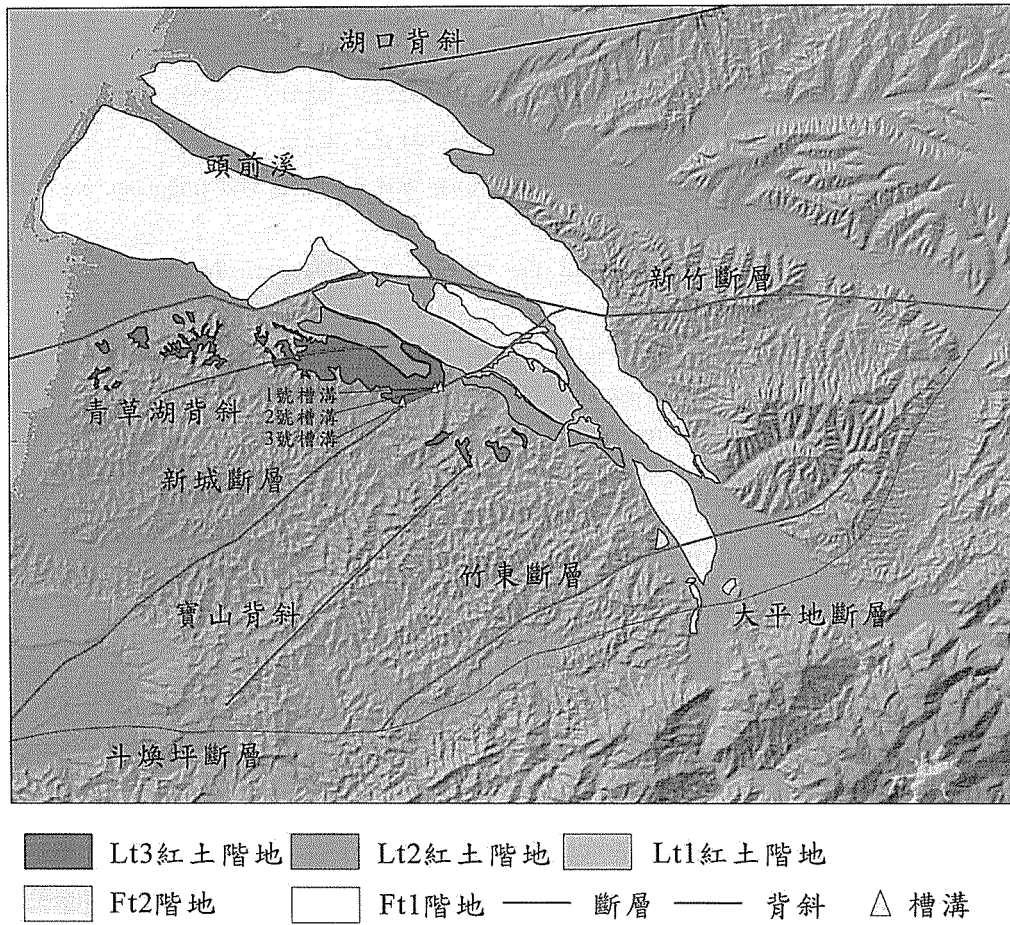 湖口背斜
頭前溪
新竹斷層
1號槽溝
青草湖背斜
2號槽溝
3號槽溝
新城斷層
竹東斷層
寶山背斜
大平地斷層
斗煥坪斷層
Lt3紅土階地 Lt2紅土階地 Lt1紅土階地
Ft2階地 Ft1階地 斷層 背斜 槽溝